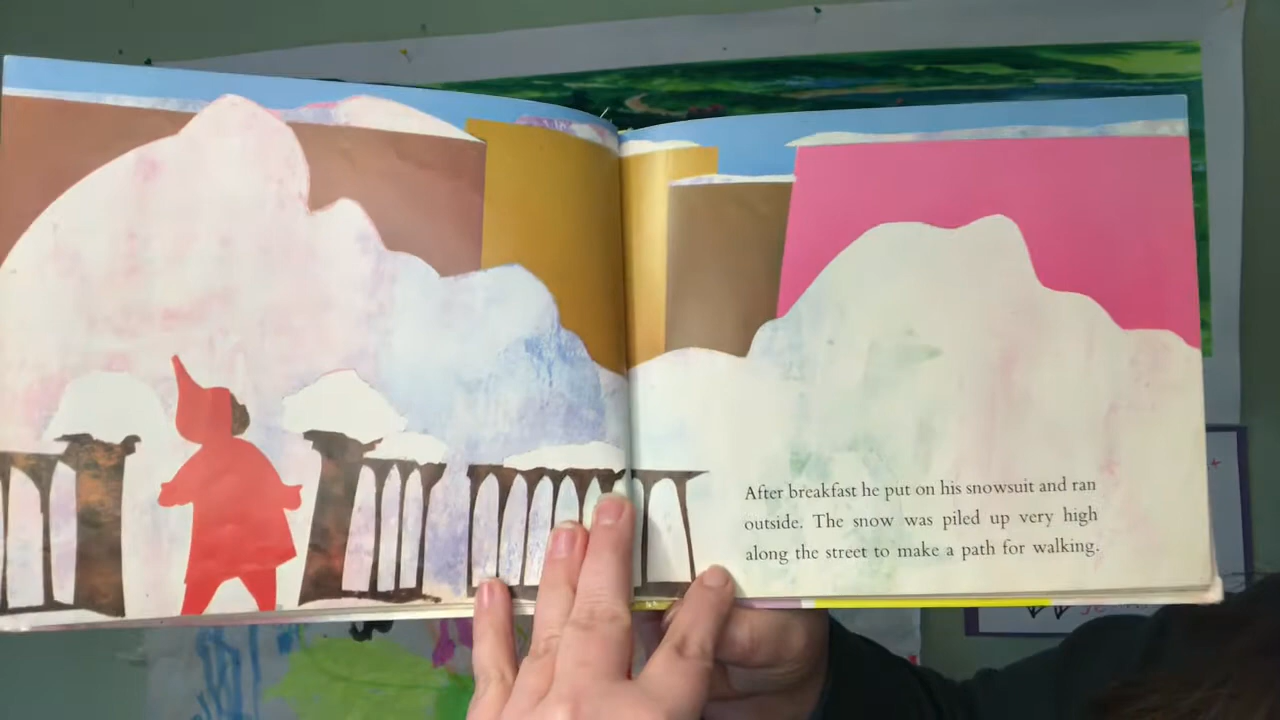 After breakfast he put on his snowsuit and ran
outside. The snow was piled up very high
along the street to make a path for walking.